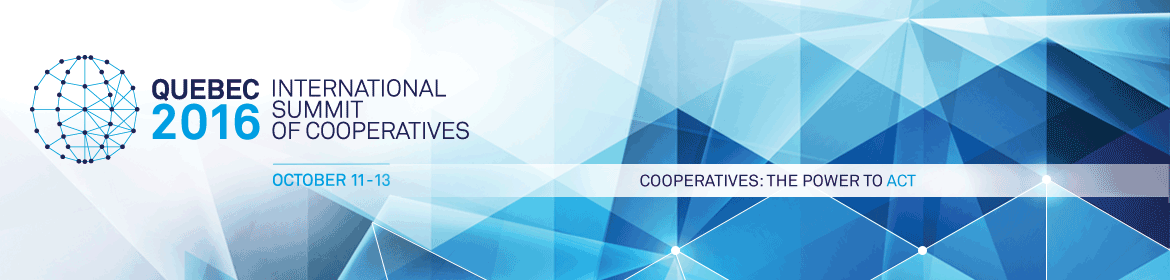 QUEBEC
2016
INTERNATIONAL
SUMMIT
OF COOPERATIVES
OCTOBER 11-13
COOPERATIVES: THE POWER TO ACT